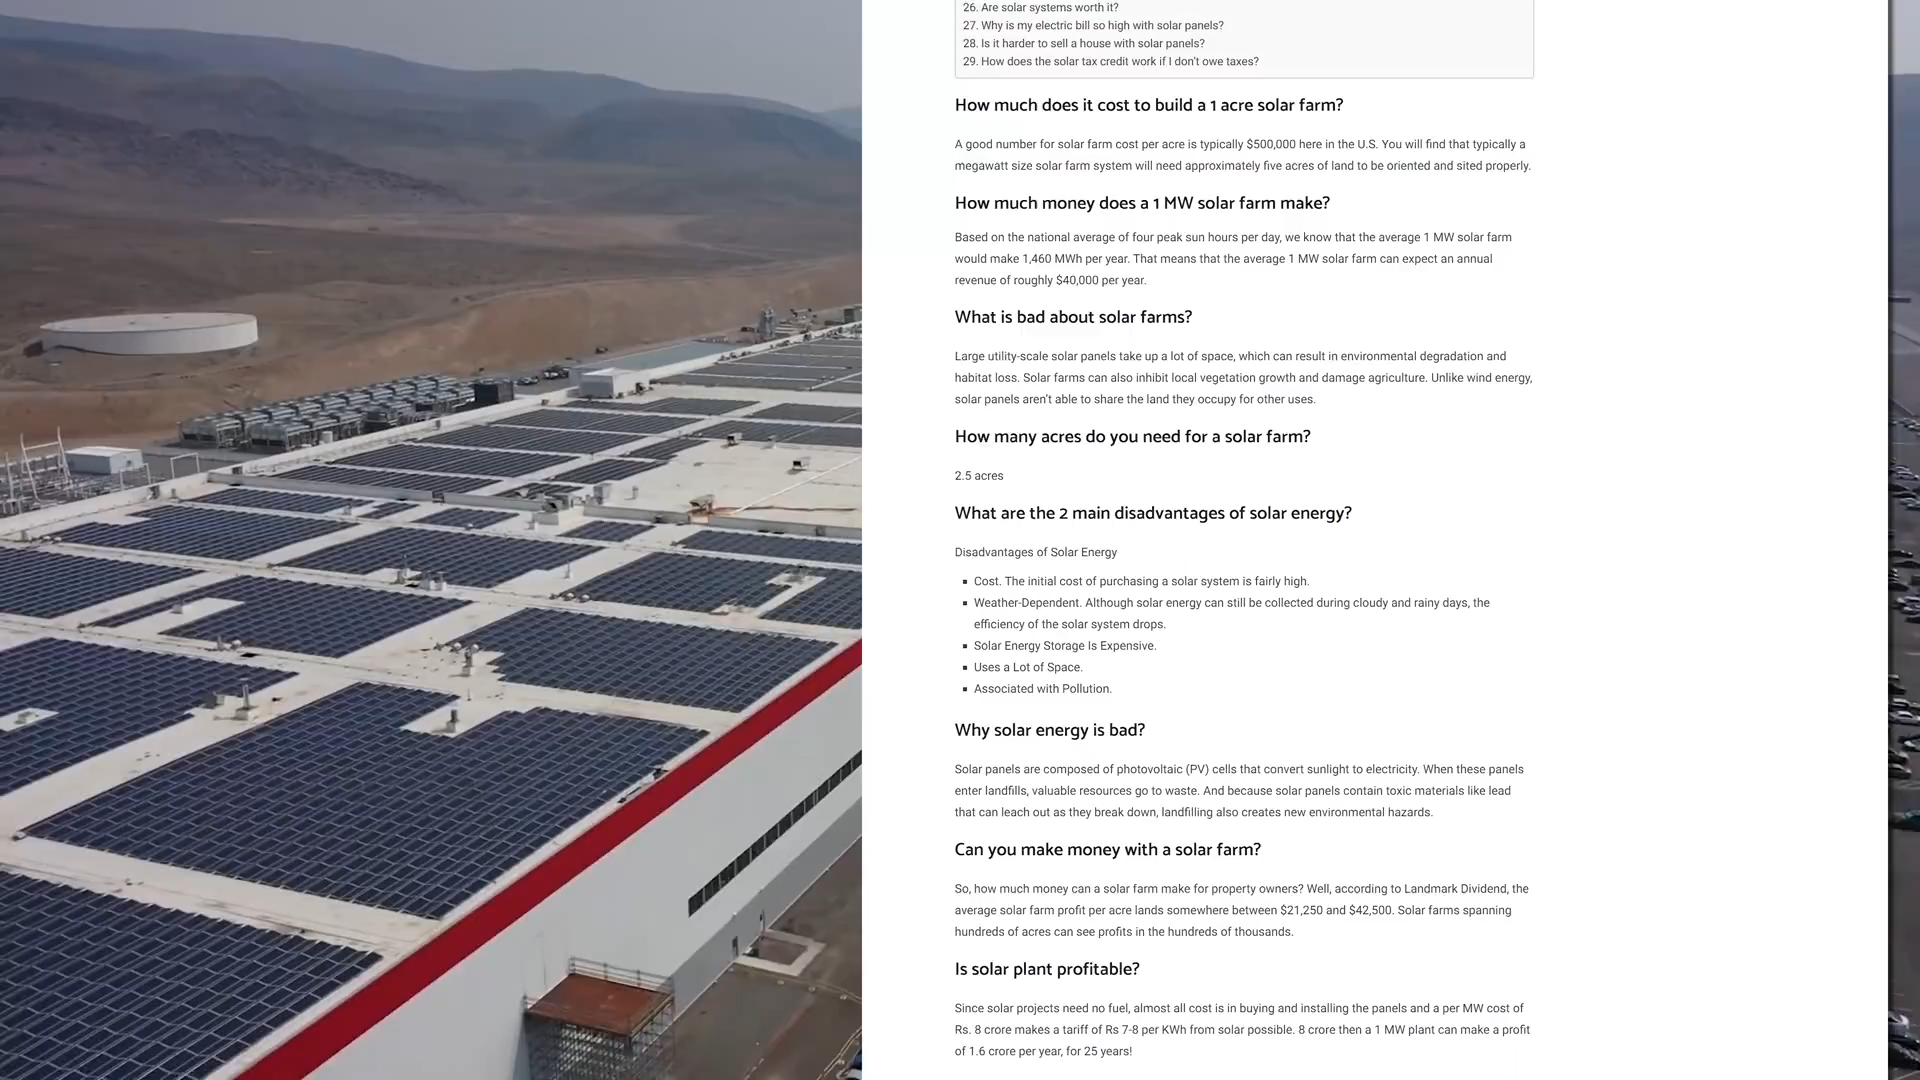 26. Are solar systems worth it?
27. Why is my electric bill so high with solar panels?
28. Is it harder to sell a house with solar panels?
29. How does the solar tax credit work if I don't owe taxes?
How much does it cost to build a 1 acre solar farm?
A good number for solar farm cost per acre is typically $500,000 here in the U.S. You will find that typically a
megawatt size solar farm system will need approximately five acres of land to be oriented and sited properly.
How much money does a 1 MW solar farm make?
Based on the national average of four peak sun hours per day, we know that the average 1 MW solar farm
would make 1,460 MWh per year. That means that the average 1 MW solar farm can expect an annual
revenue of roughly $40,000 per year.
What is bad about solar farms?
Large utility-scale solar panels take up a lot of space, which can result in environmental degradation and
habitat loss. Solar farms can also inhibit local vegetation growth and damage agriculture. Unlike wind energy,
solar panels aren't able to share the land they occupy for other uses.
How many acres do you need for a solar farm?
2.5 acres
What are the 2 main disadvantages of solar energy?
Disadvantages of Solar Energy
▪ Cost. The initial cost of purchasing a solar system is fairly high.
▪ Weather-Dependent. Although solar energy can still be collected during cloudy and rainy days, the
efficiency of the solar system drops.
▪ Solar Energy Storage Is Expensive.
▪ Uses a Lot of Space.
▪ Associated with Pollution.
Why solar energy is bad?
Solar panels are composed of photovoltaic (PV) cells that convert sunlight to electricity. When these panels
enter landfills, valuable resources go to waste. And because solar panels contain toxic materials like lead
that can leach out as they break down, landfilling also creates new environmental hazards.
Can you make money with a solar farm?
So, how much money can a solar farm make for property owners? Well, according to Landmark Dividend, the
average solar farm profit per acre lands somewhere between $21,250 and $42,500. Solar farms spanning
hundreds of acres can see profits in the hundreds of thousands.
Is solar plant profitable?
Since solar projects need no fuel, almost all cost is in buying and installing the panels and a per MW cost of
Rs. 8 crore makes a tariff of Rs 7-8 per KWh from solar possible. 8 crore then a 1 MW plant can make a profit
of 1.6 crore per year, for 25 years!